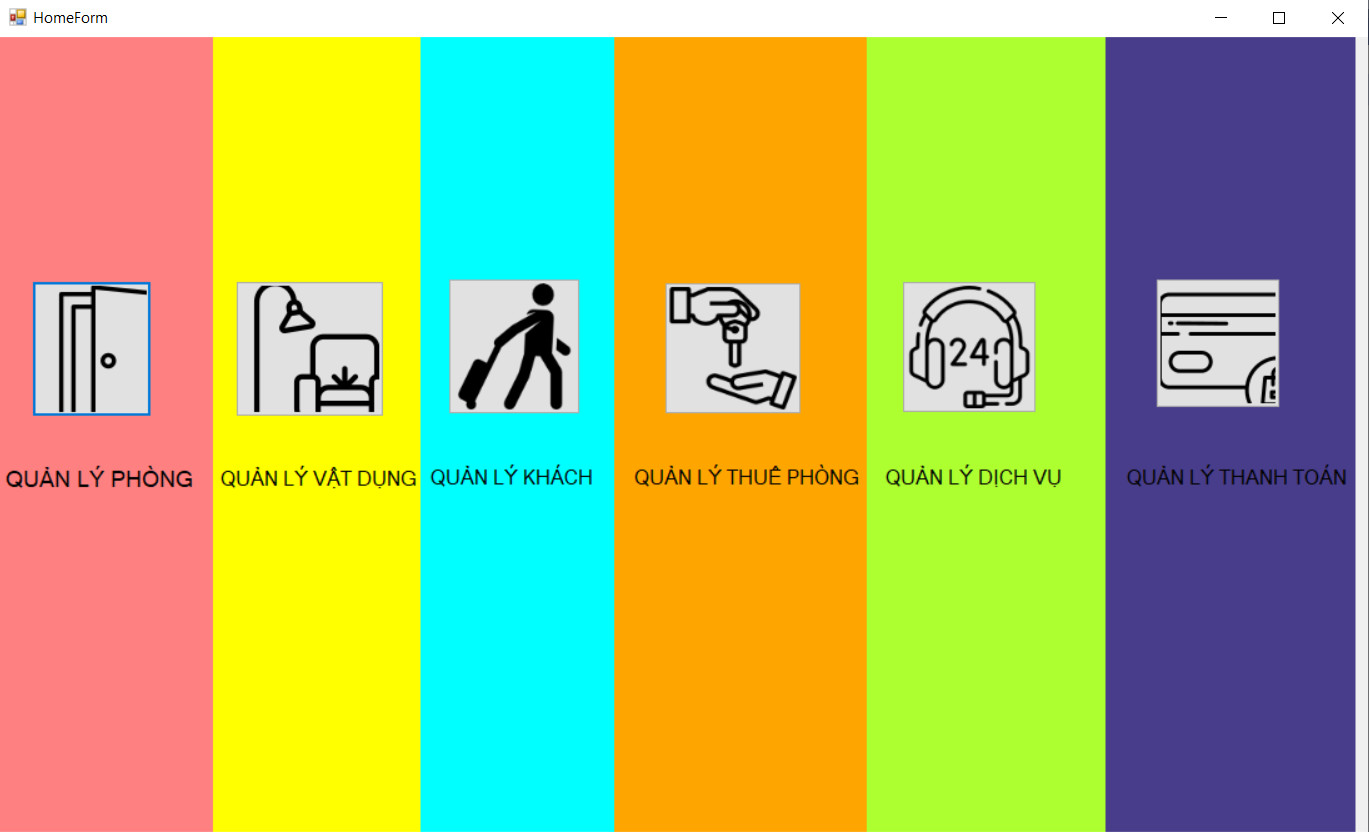 HomeForm
24
QUẢN LÝ PHÒNG
QUẢN LÝ VẬT DỤNG
QUẢN LÝ KHÁCH
QUẢN LÝ THUÊ PHÒNG
QUẢN LÝ DỊCH VỤ
QUẢN LÝ THANH TOÁN